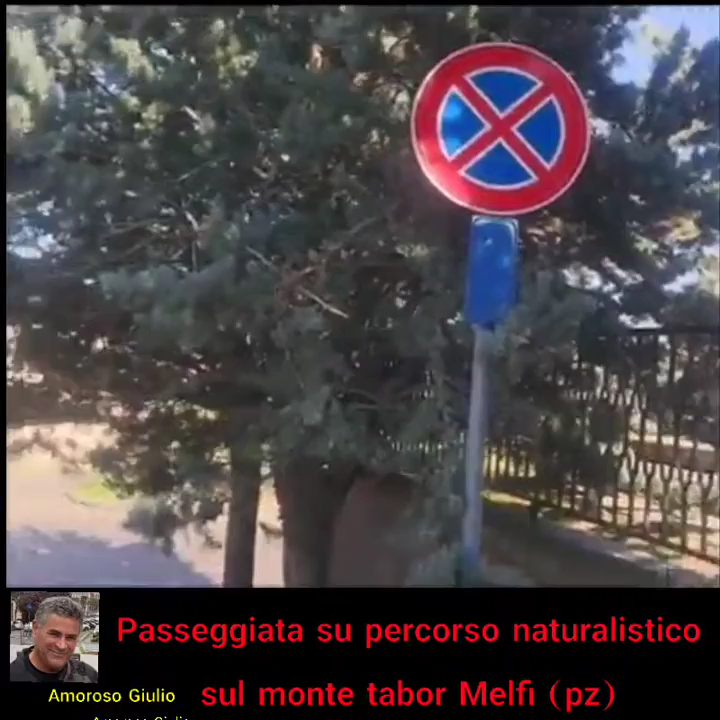 Passeggiata su percorso naturalistico
sul monte tabor Melfi (pz)
Amoroso Giulio